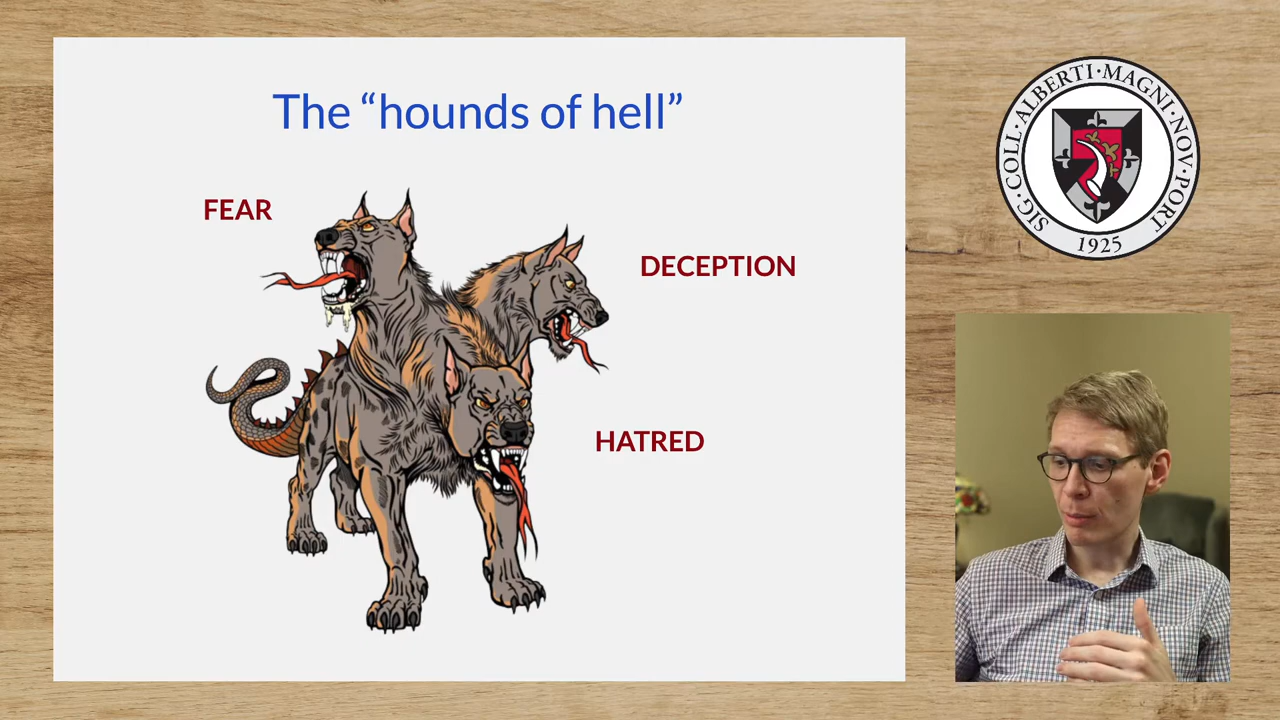 The “hounds of hell”
FEAR
DECEPTION
HATRED
SIG·COLL·ALBERTI·MAGNI·NOV·PORT
1925